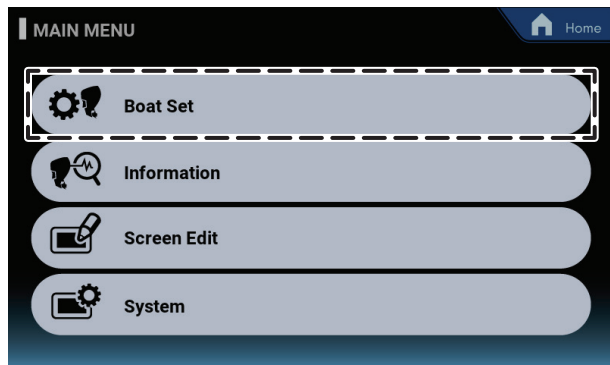 MAIN MENU
Home
Boat Set
Information
Screen Edit
System